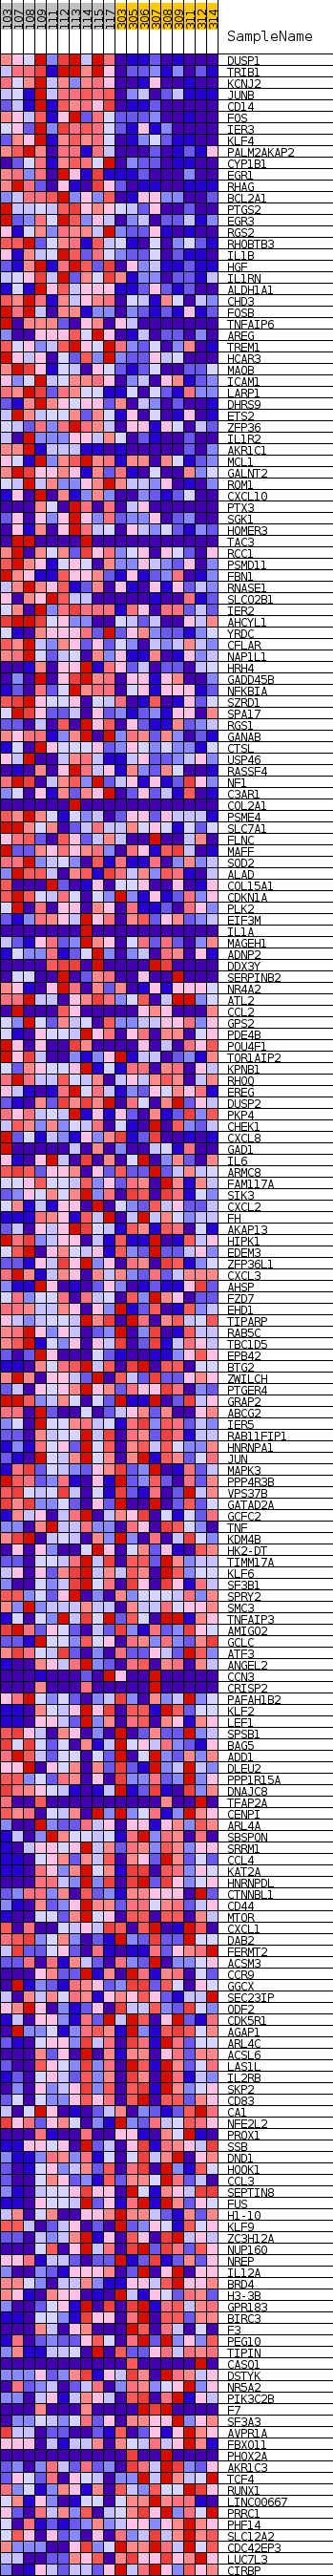 103 107 108 109 111 112 113 114 115 117 303 305 306 307 308 309 311 312 314
SampleName
DUSP1
TRIB1
KCNJ2
JUNB
CD14
FOS
IER3
KLF4
PALM2AKAP2
CYP1B1
EGR1
RHAG
BCL2A1
PTGS2
EGR3
RGS2
RHOBTB3
IL1B
HGF
IL1RN
ALDH1A1
CHD3
FOSB
TNFAIP6
AREG
TREM1
HCAR3
MAOB
ICAM1
LARP1
DHRS9
ETS2
ZFP36
IL1R2
AKR1C1
MCL1
GALNT2
ROM1
CXCL10
PTX3
SGK1
HOMER3
TAC3
RCC1
PSMD11
FBN1
RNASE1
SLCO2B1
IER2
AHCYL1
YRDC
CFLAR
NAP1L1
HRH4
GADD45B
NFKBIA
SZRD1
SPA17
RGS1
GANAB
CTSL
USP46
RASSF4
NF1
C3AR1
COL2A1
PSME4
SLC7A1
FLNC
MAFF
SOD2
ALAD
COL15A1
CDKN1A
PLK2
EIF3M
IL1A
MAGEH1
ADNP2
DDX3Y
SERPINB2
NR4A2
ATL2
CCL2
GPS2
PDE4B
POU4F1
TOR1AIP2
KPNB1
RHOQ
EREG
DUSP2
PKP4
CHEK1
CXCL8
GAD1
IL6
ARMC8
FAM117A
SIK3
CXCL2
FH
AKAP13
HIPK1
EDEM3
ZFP36L1
CXCL3
AHSP
FZD7
EHD1
TIPARP
RAB5C
TBC1D5
EPB42
BTG2
ZWILCH
PTGER4
GRAP2
ABCG2
IER5
RAB11FIP1
HNRNPA1
JUN
MAPK3
PPP4R3B
VPS37B
GATAD2A
GCFC2
TNF
KDM4B
HK2-DT
TIMM17A
KLF6
SF3B1
SPRY2
SMC3
TNFAIP3
AMIGO2
GCLC
ATF3
ANGEL2
CCN3
CRISP2
PAFAH1B2
KLF2
LEF1
SPSB1
BAG5
ADD1
DLEU2
PPP1R15A
DNAJC8
TFAP2A
CENPI
ARL4A
SBSPON
SRRM1
CCL4
KAT2A
HNRNPDL
CTNNBL1
CD44
MTOR
CXCL1
DAB2
FERMT2
ACSM3
CCR9
GGCX
SEC23IP
ODF2
CDK5R1
AGAP1
ARL4C
ACSL6
LAS1L
IL2RB
SKP2
CD83
CA1
NFE2L2
PROX1
SSB
DND1
HOOK1
CCL3
SEPTIN8
FUS
H1-10
KLF9
ZC3H12A
NUP160
NREP
IL12A
BRD4
H3-3B
GPR183
BIRC3
F3
PEG10
TIPIN
CASQ1
DSTYK
NR5A2
PIK3C2B
F7
SF3A3
AVPR1A
FBXO11
PHOX2A
AKR1C3
TCF4
RUNX1
LINC00667
PRRC1
PHF14
SLC12A2
CDC42EP3
LUC7L3
CIRBP